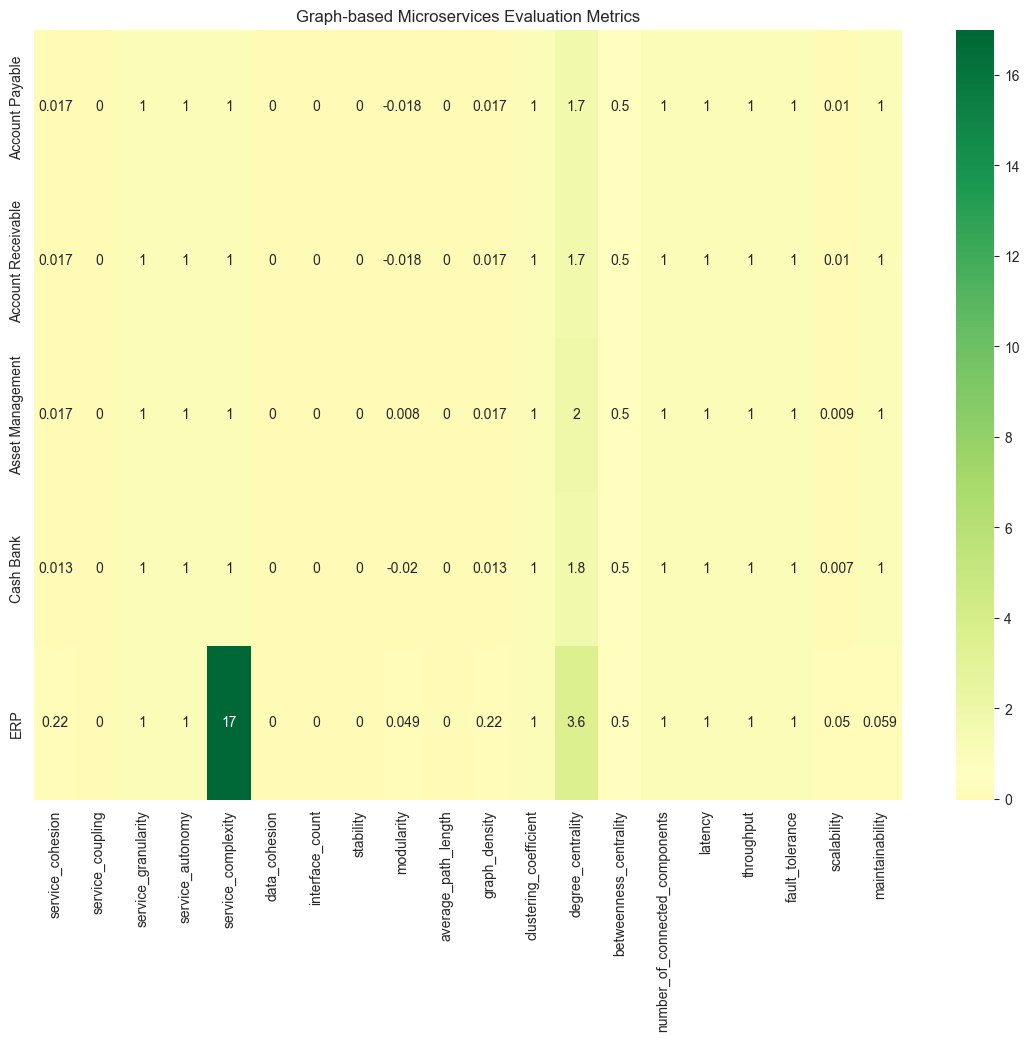 Graph-based Microservices Evaluation Metrics
Account Payable
0.017 0 1 1 1 0 0 0 -0.018 0 0.017 1 1.7 0.5 1 1 1 1 0.01 1
Account Receivable
0.017 0 1 1 1 0 0 0 -0.018 0 0.017 1 1.7 0.5 1 1 1 1 0.01 1
Asset Management
0.017 0 1 1 1 0 0 0 0.008 0 0.017 1 2 0.5 1 1 1 1 0.009 1
Cash Bank
0.013 0 1 1 1 0 0 0 -0.02 0 0.013 1 1.8 0.5 1 1 1 1 0.007 1
ERP
0.22 0 1 1 17 0 0 0 0.049 0 0.22 1 3.6 0.5 1 1 1 1 0.05 0.059
service_cohesion
service_coupling
service_granularity
service_autonomy
service_complexity
data_cohesion
interface_count
stability
modularity
average_path_length
graph_density
clustering_coefficient
degree_centrality
betweenness_centrality
number_of_connected_components
latency
throughput
fault_tolerance
scalability
maintainability
16
14
12
10
8
6
4
2
0